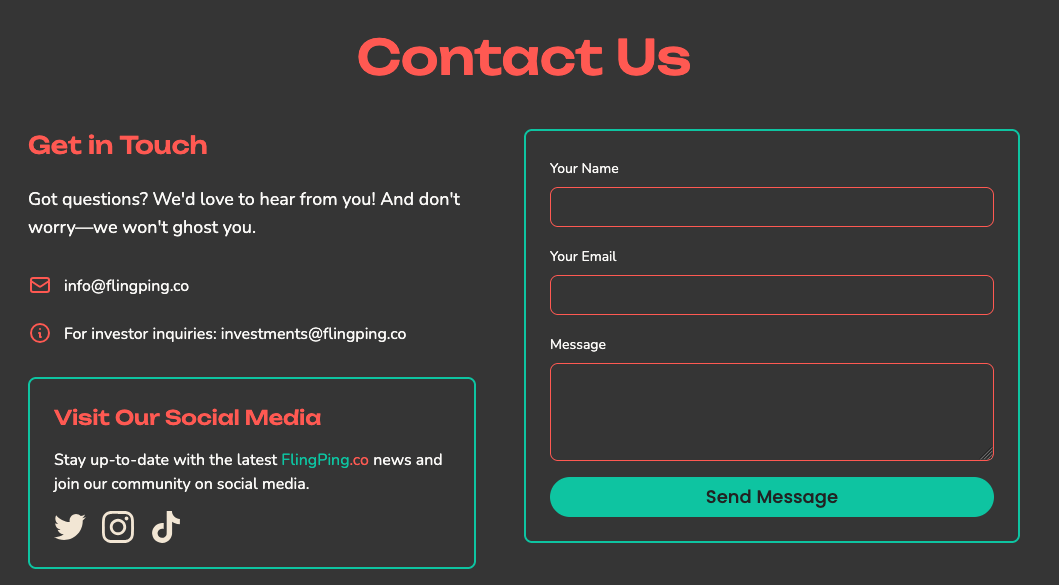 Contact Us
Get in Touch
Got questions? We'd love to hear from you! And don't
worry—we won't ghost you.
info@flingping.co
For investor inquiries: investments@flingping.co
Visit Our Social Media
Stay up-to-date with the latest FlingPing.co news and
join our community on social media.
Your Name
Your Email
Message
Send Message